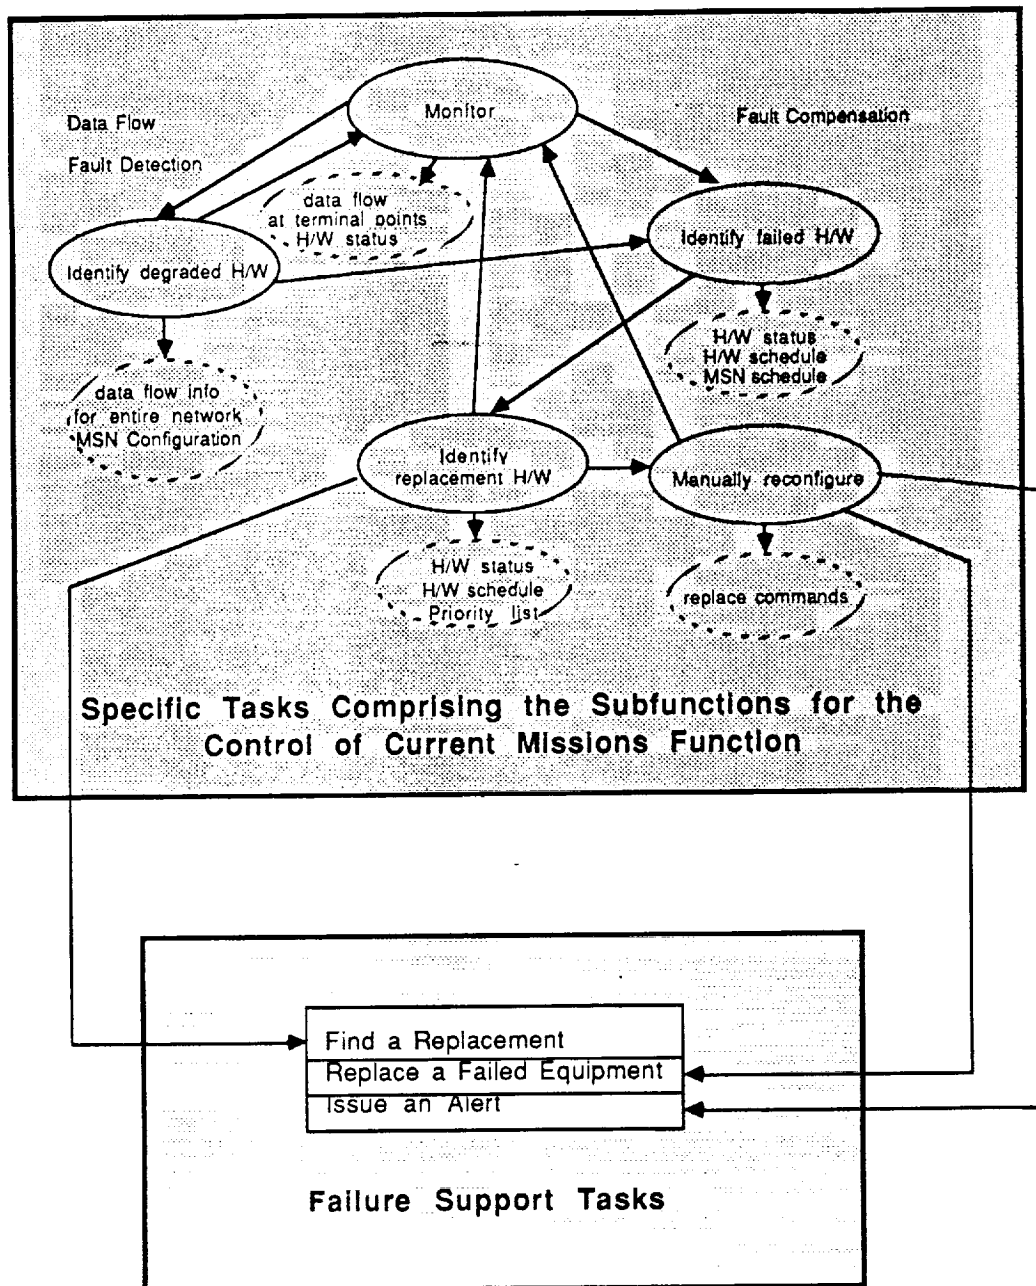 Data Flow
Fault Detection
Monitor
Fault Compensation
data flow
at terminal points
H/W status
Identify degraded H/W
Identify failed H/W
data flow info
for entire network
MSN Configuration
H/W status
H/W schedule
MSN schedule
Identify
replacement H/W
Manually reconfigure
H/W status
H/W schedule
Priority list
replace commands
Specific Tasks Comprising the Subfunctions for the
Control of Current Missions Function
Find a Replacement
Replace a Failed Equipment
Issue an Alert
Failure Support Tasks